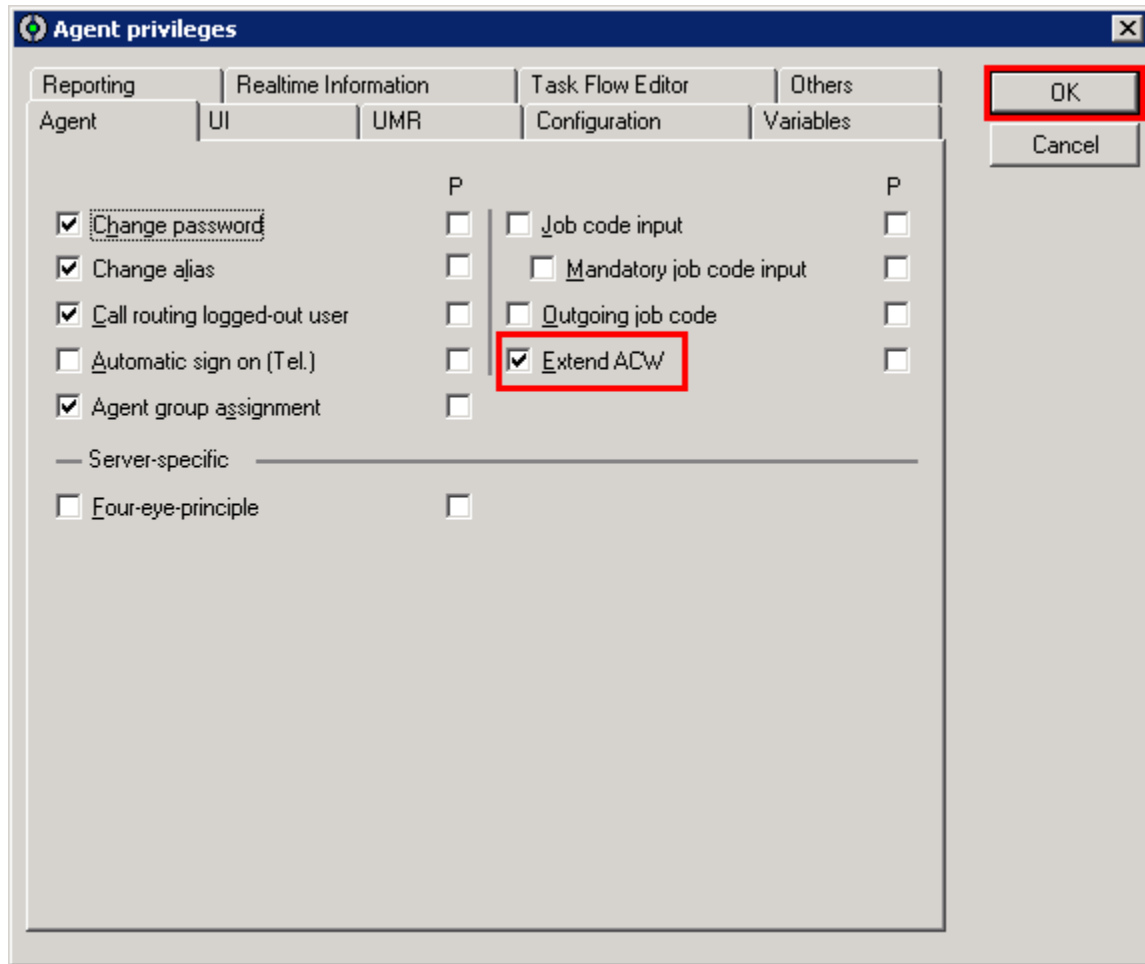 Agent privileges
Reporting Realtime Information Task Flow Editor Others
Agent UI UMR Configuration Variables
OK
Cancel
P P
Change password Job code input
Change alias Mandatory job code input
Call routing logged-out user Outgoing job code
Automatic sign on (Tel.) Extend ACW
Agent group assignment
Server-specific
Four-eye-principle